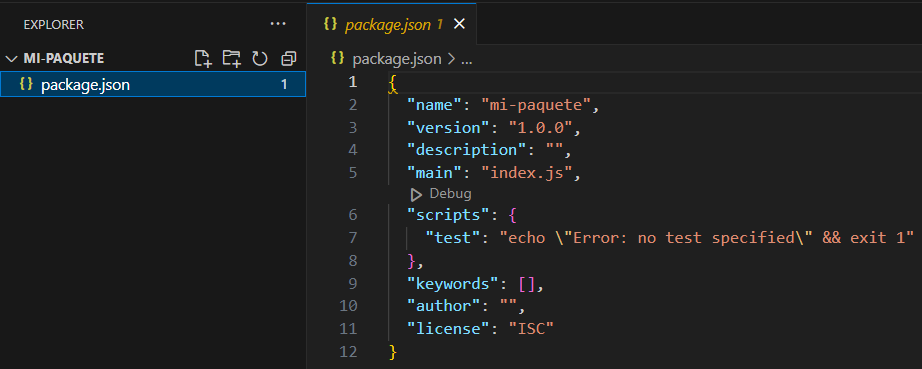 EXPLORER ...
MI-PAQUETE
{} package.json 1
{} package.json 1 ×
{} package.json > ...
1 {
2 "name": "mi-paquete",
3 "version": "1.0.0",
4 "description": "",
5 "main": "index.js",
Debug
6 "scripts": {
7 "test": "echo \"Error: no test specified\" && exit 1"
8 },
9 "keywords": [],
10 "author": "",
11 "license": "ISC"
12 }